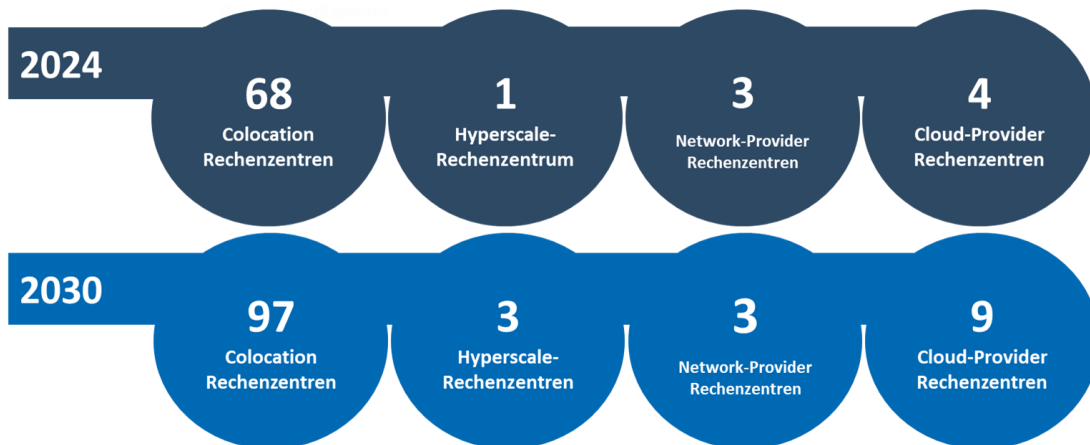 2024
68
Colocation
Rechenzentren
1
Hyperscale-
Rechenzentrum
3
Network-Provider
Rechenzentren
4
Cloud-Provider
Rechenzentren
2030
97
Colocation
Rechenzentren
3
Hyperscale-
Rechenzentren
3
Network-Provider
Rechenzentren
9
Cloud-Provider
Rechenzentren